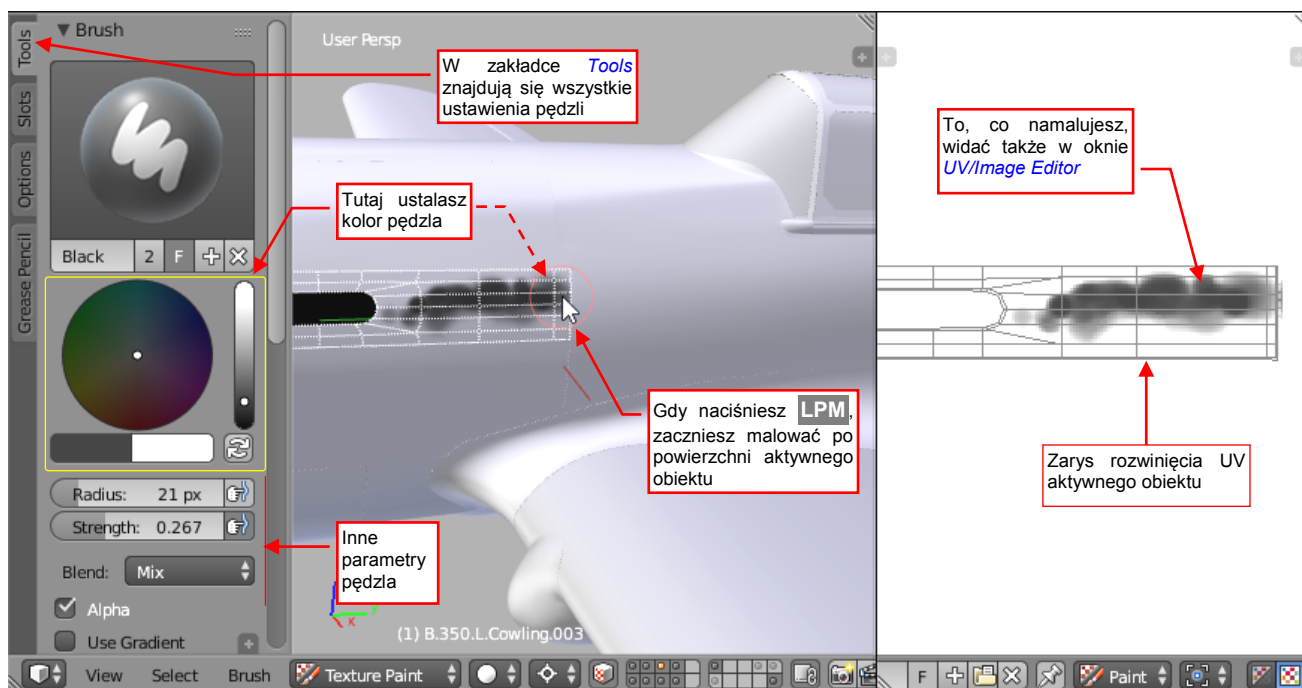 Tools
Slots
Options
Grease Pencil
Brush
Black
2
F
Radius: 21 px
Strength: 0.267
Blend: Mix
Alpha
Use Gradient
User Persp
W zakładce Tools
znajdują się wszystkie
ustawienia pędzli
Tutaj ustalasz
kolor pędzla
Gdy naciśniesz LPM,
zaczniesz malować po
powierzchni aktywnego
obiektu
Inne
parametry
pędzla
x
y
(1) B.350.L.Cowling.003
To, co namalujesz,
widać także w oknie
UV/Image Editor
Zarys rozwinięcia UV
aktywnego obiektu
View Select Brush Texture Paint
F Paint